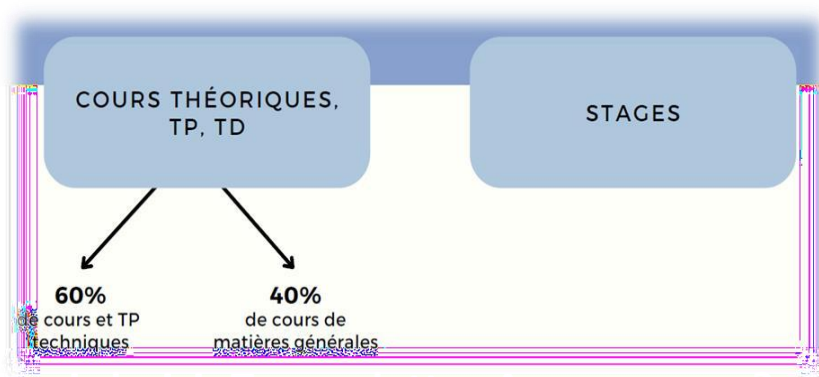 COURS THÉORIQUES,
TP, TD
STAGES
60%
de cours et TP
techniques
40%
de cours de
matières générales